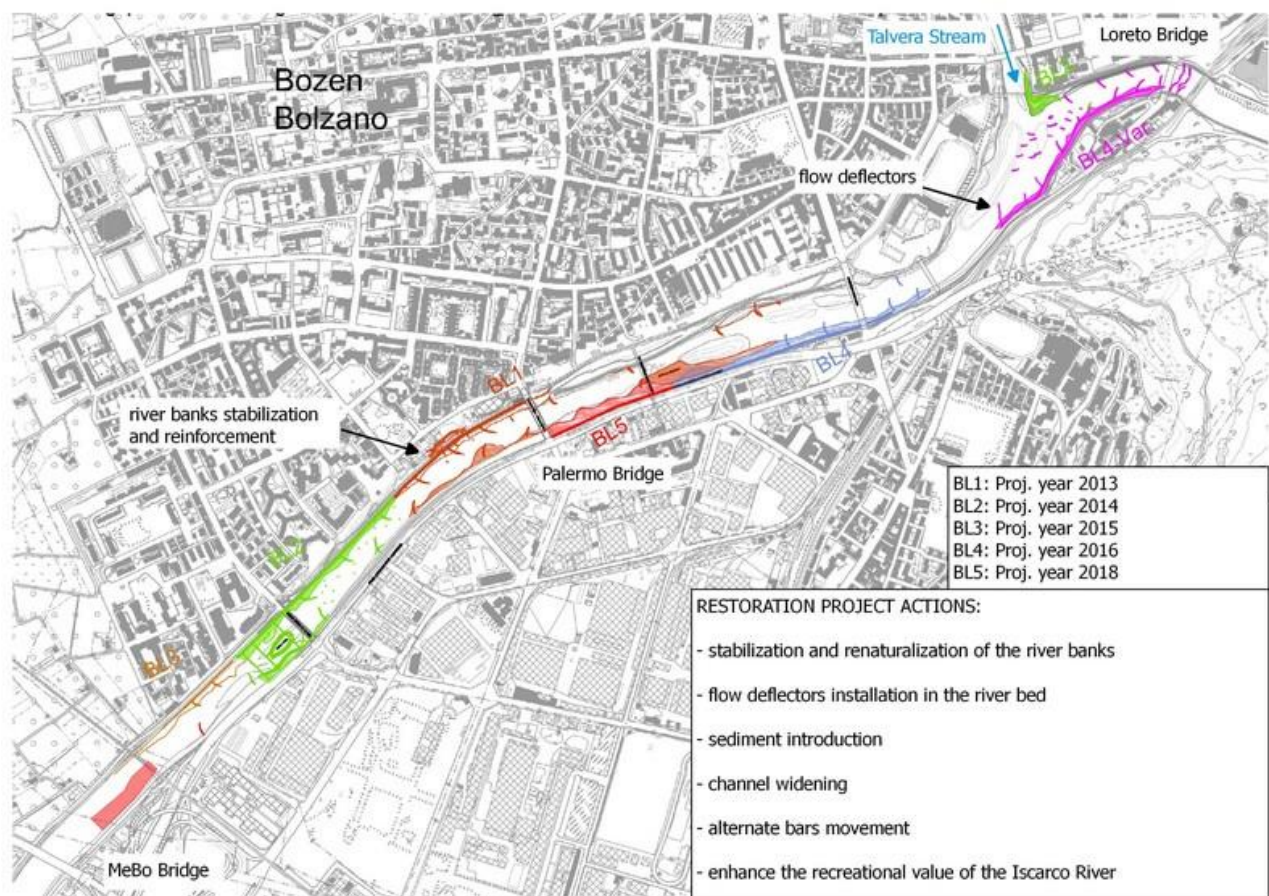 Talvera Stream
Loreto Bridge
Bozen
Bolzano
BL4-Var
flow deflectors
BL4
BL1
river banks stabilization
and reinforcement
BL5
Palermo Bridge
BL2
BL3
MeBo Bridge
BL1: Proj. year 2013
BL2: Proj. year 2014
BL3: Proj. year 2015
BL4: Proj. year 2016
BL5: Proj. year 2018
RESTORATION PROJECT ACTIONS:
- stabilization and renaturalization of the river banks
- flow deflectors installation in the river bed
- sediment introduction
- channel widening
- alternate bars movement
- enhance the recreational value of the Iscarco River